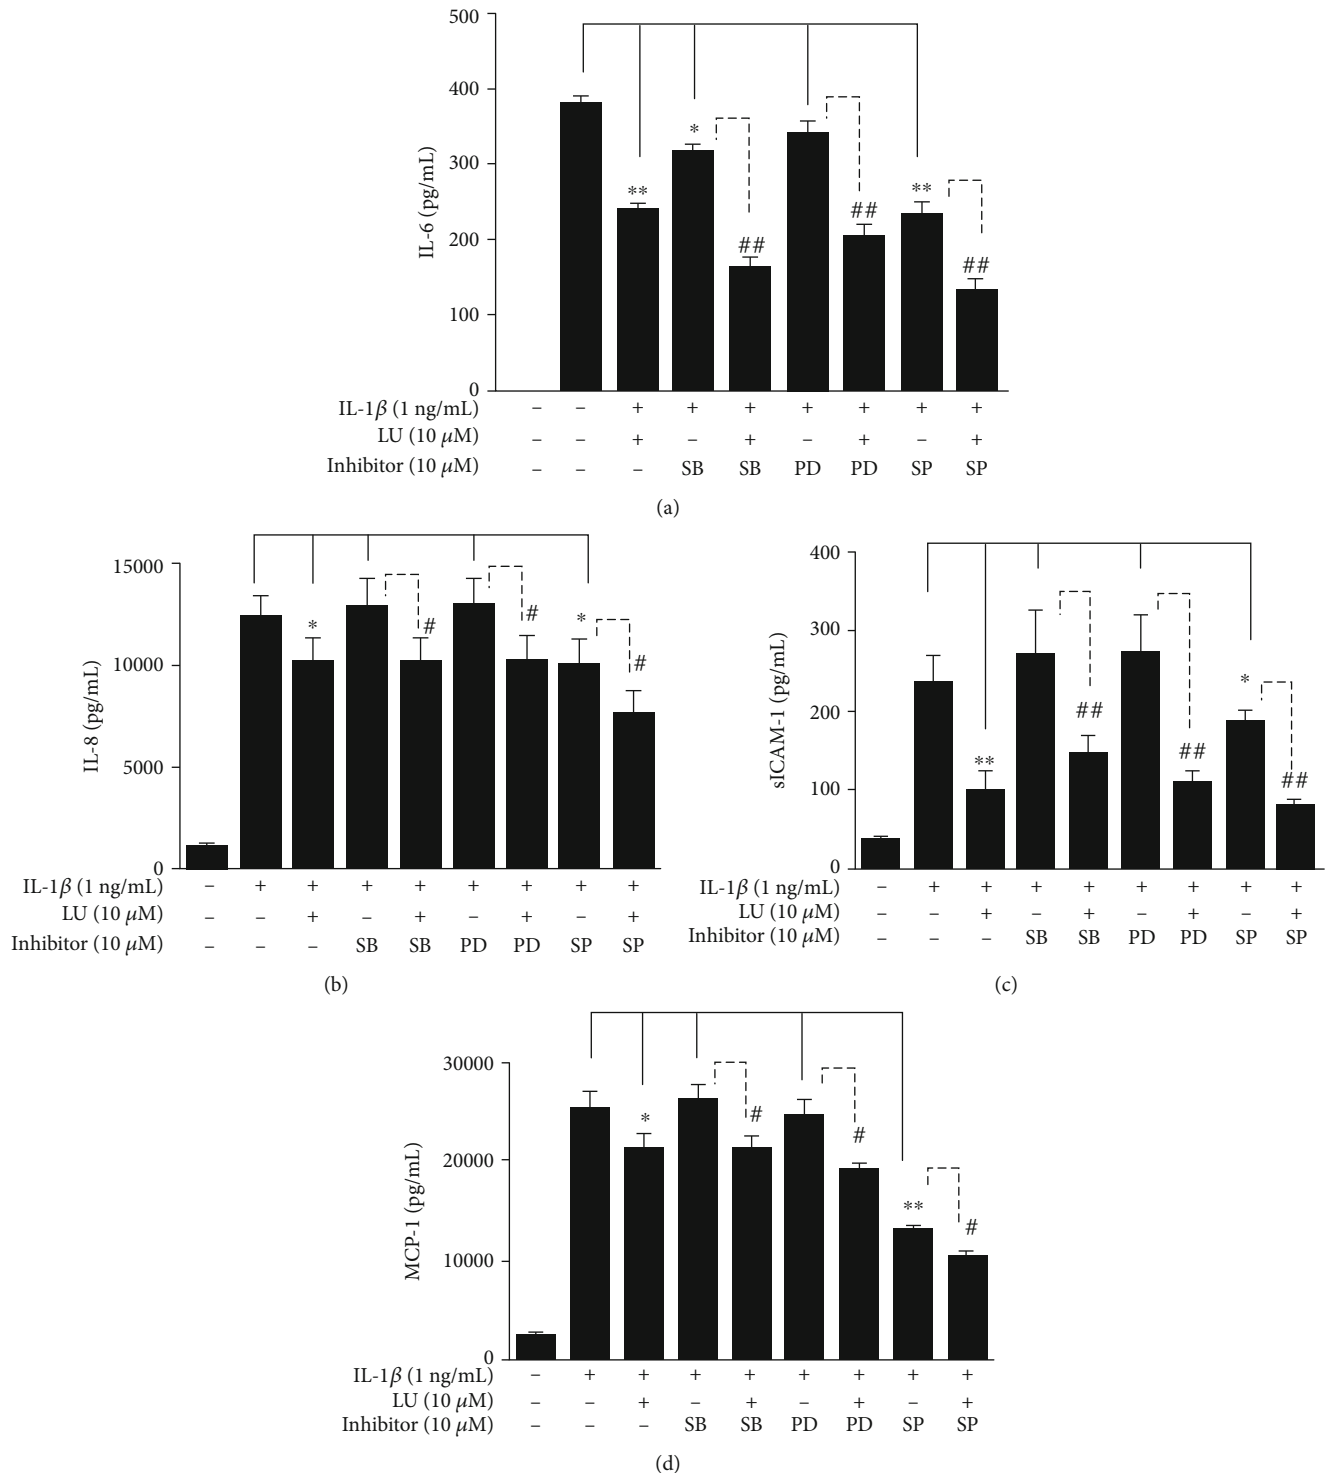 500
400
**
*
##
##
**
##
300
200
100
0
IL-6 (pg/mL)
IL-1β (1 ng/mL) – – + + + + + + +
LU (10 μM) – – + – + – + – +
Inhibitor (10 μM) – – – SB SB PD PD SP SP
(a)
15000
10000
5000
0
IL-8 (pg/mL)
*
#
#
*
#
IL-1β (1 ng/mL) – + + + + + + + +
LU (10 μM) – – + – + – + – +
Inhibitor (10 μM) – – – SB SB PD PD SP SP
(b)
400
300
200
100
0
sICAM-1 (pg/mL)
**
##
##
*
##
IL-1β (1 ng/mL) – + + + + + + + +
LU (10 μM) – – + – + – + – +
Inhibitor (10 μM) – – – SB SB PD PD SP SP
(c)
30000
20000
10000
0
MCP-1 (pg/mL)
*
#
#
**
#
IL-1β (1 ng/mL) – + + + + + + + +
LU (10 μM) – – + – + – + – +
Inhibitor (10 μM) – – – SB SB PD PD SP SP
(d)